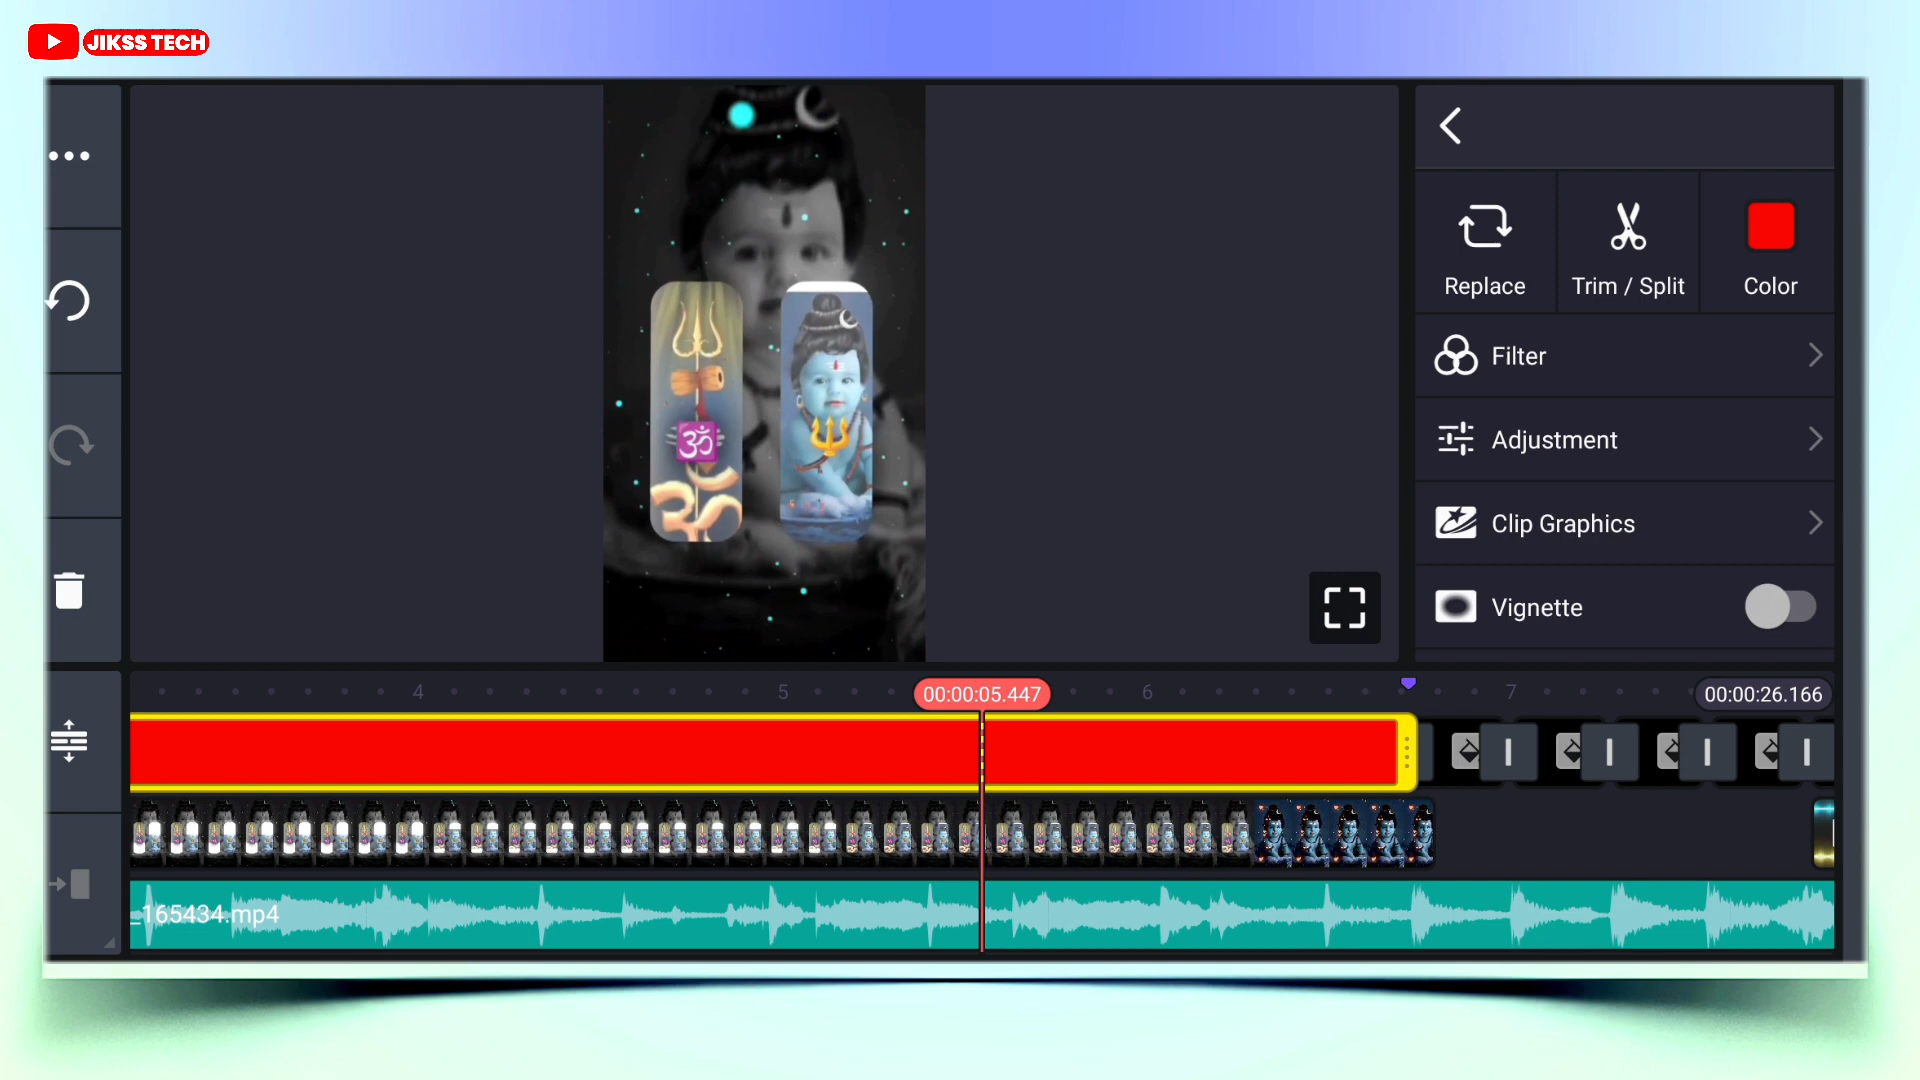 JIKSS TECH
Replace
Trim / Split
Color
Filter
Adjustment
Clip Graphics
Vignette
ॐ
4
5
00:00:05.447
6
7
00:00:26.166
_165434.mp4